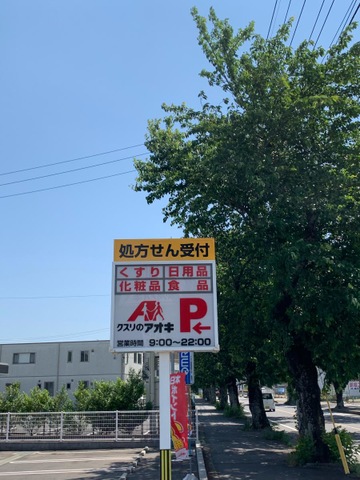 処方せん受付
くすり 日用品
化粧品 食品
クスリのアオキ
P
営業時間 9:00〜22:00